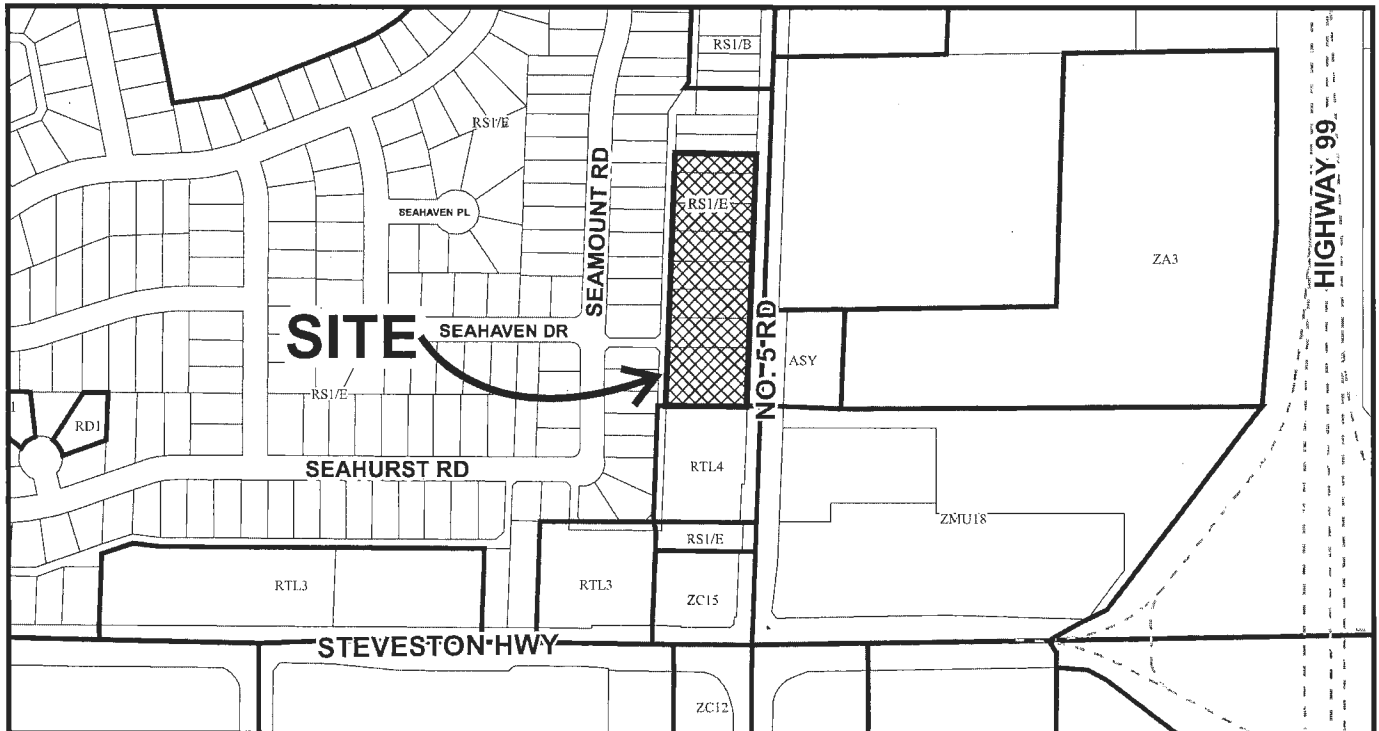 RS1/B
RS1/E
SEAMOUNT RD
HIGHWAY 99
RS1/E
SEAHAVEN PL
ZA3
SITE
SEAHAVEN DR
NO. 5 RD
ASY
RS1/E
RD1
SEAHURST RD
RTL4
ZMU18
RS1/E
RTL3
RTL3
ZC15
STEVESTON HWY
ZC12